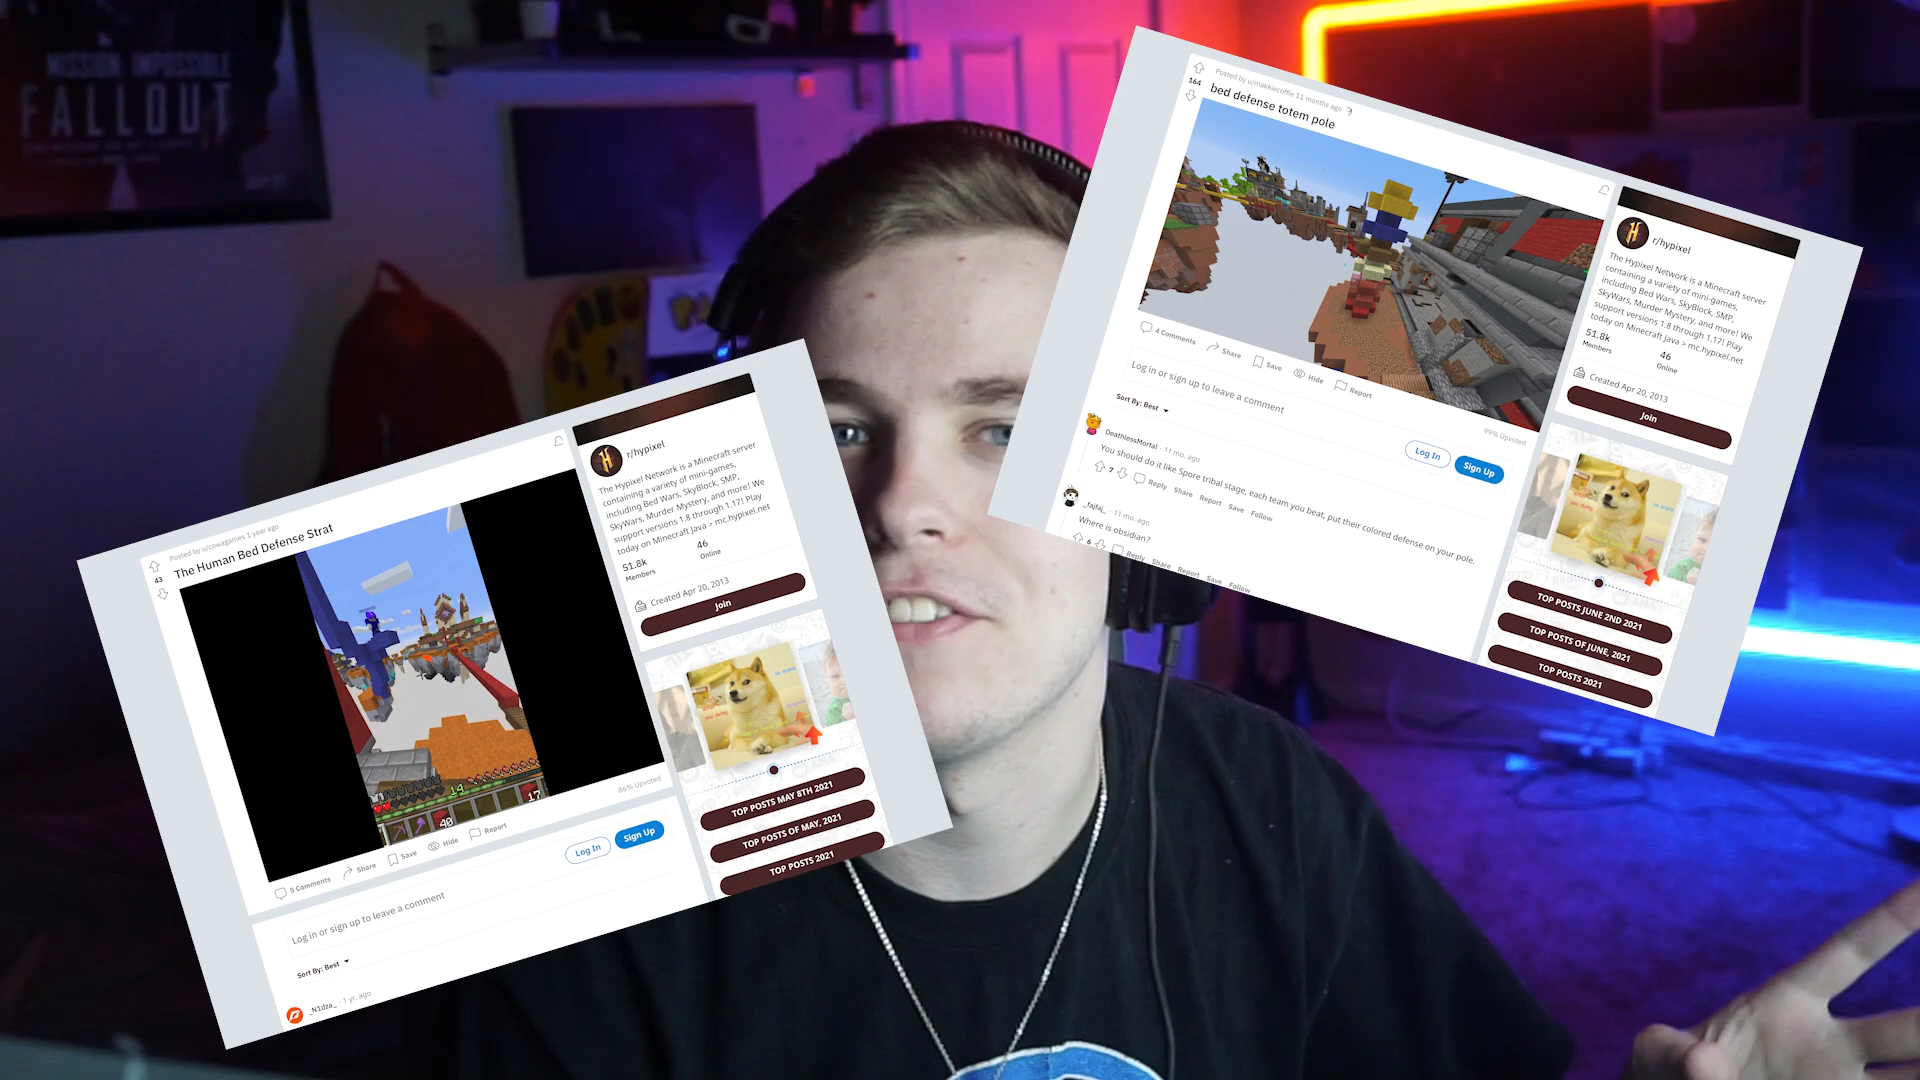 MISSION IMPOSSIBLE
FALLOUT
Posted by u/cowagames 1 year ago
43
The Human Bed Defense Strat
14
17
40
86% Upvoted
5 Comments
Share
Save
Hide
Report
Log In
Sign Up
Log in or sign up to leave a comment
Sort By: Best
_N1dza_ · 1 yr. ago
r/hypixel
The Hypixel Network is a Minecraft server
containing a variety of mini-games,
including Bed Wars, SkyBlock, SMP,
SkyWars, Murder Mystery, and more! We
support versions 1.8 through 1.17! Play
today on Minecraft Java > mc.hypixel.net
51.8k
Members
46
Online
Created Apr 20, 2013
Join
TOP POSTS MAY 8TH 2021
TOP POSTS OF MAY, 2021
TOP POSTS 2021
Posted by u/makkiecoffie 11 months ago
164
bed defense totem pole
99% Upvoted
4 Comments
Share
Save
Hide
Report
Log in or sign up to leave a comment
Log In
Sign Up
Sort By: Best
DeathlessMortal · 11 mo. ago
You should do it like Spore tribal stage, each team you beat, put their colored defense on your pole.
7
Reply
Share
Report
Save
Follow
_fajfaj_ · 11 mo. ago
Where is obsidian?
6
Reply
Share
Report
Save
Follow
r/hypixel
The Hypixel Network is a Minecraft server
containing a variety of mini-games,
including Bed Wars, SkyBlock, SMP,
SkyWars, Murder Mystery, and more! We
support versions 1.8 through 1.17! Play
today on Minecraft Java > mc.hypixel.net
51.8k
Members
46
Online
Created Apr 20, 2013
Join
TOP POSTS JUNE 2ND 2021
TOP POSTS OF JUNE, 2021
TOP POSTS 2021